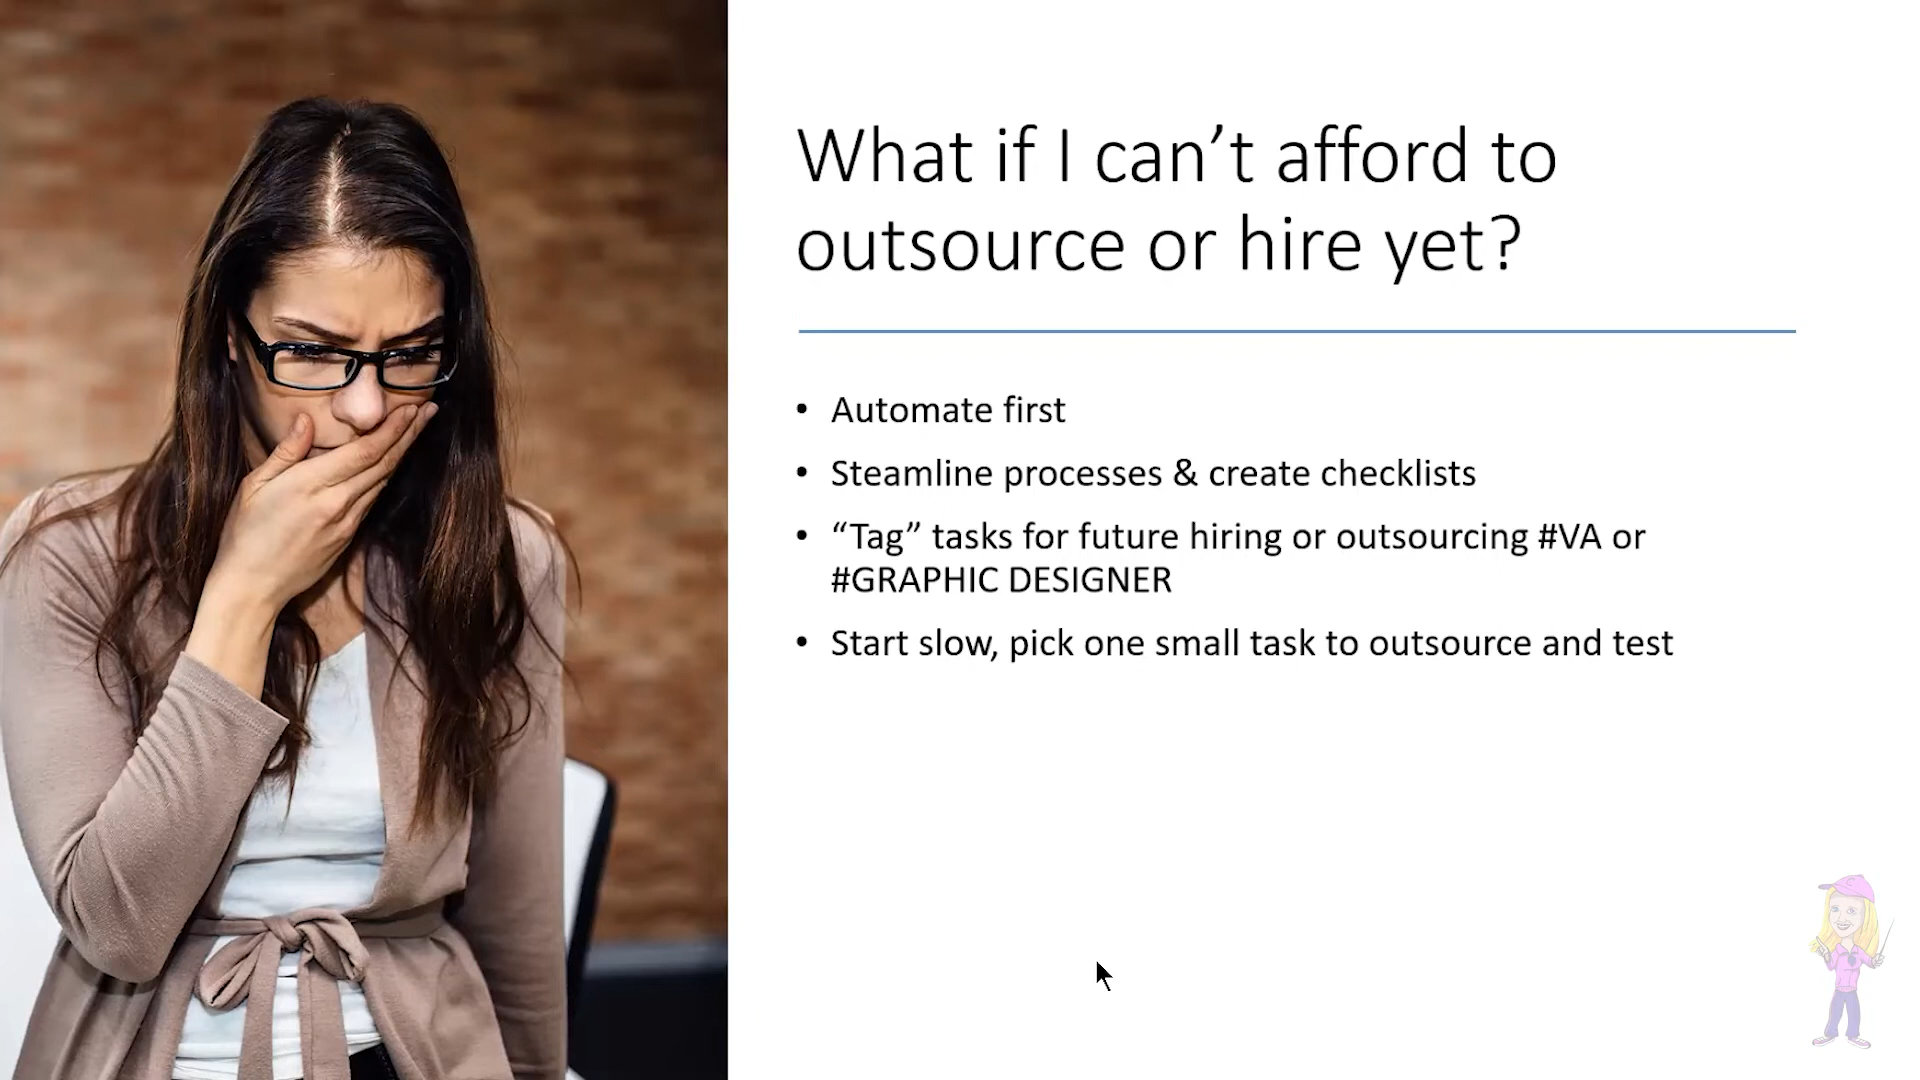 What if I can’t afford to
outsource or hire yet?
• Automate first
• Steamline processes & create checklists
• “Tag” tasks for future hiring or outsourcing #VA or
#GRAPHIC DESIGNER
• Start slow, pick one small task to outsource and test